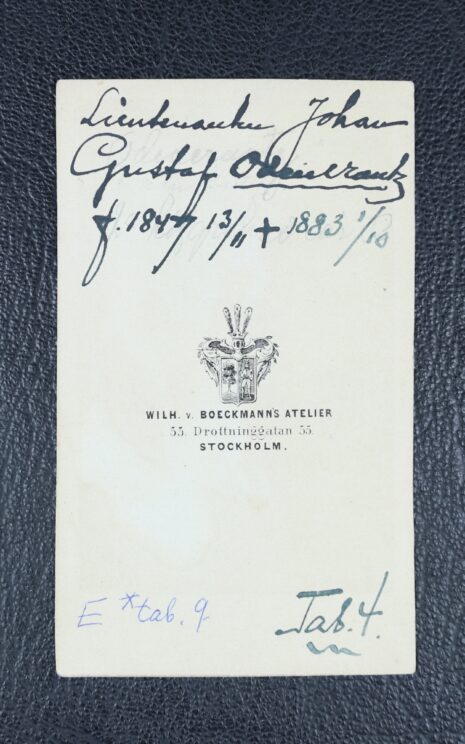 Lieutenanten Johan
Gustaf Odencrantz
f. 1847 13/11 + 1883 1/10
WILH. v. BOECKMANN'S ATELIER
55. Drottninggatan 55.
STOCKHOLM.
E *tab. 9
Tab. 4.